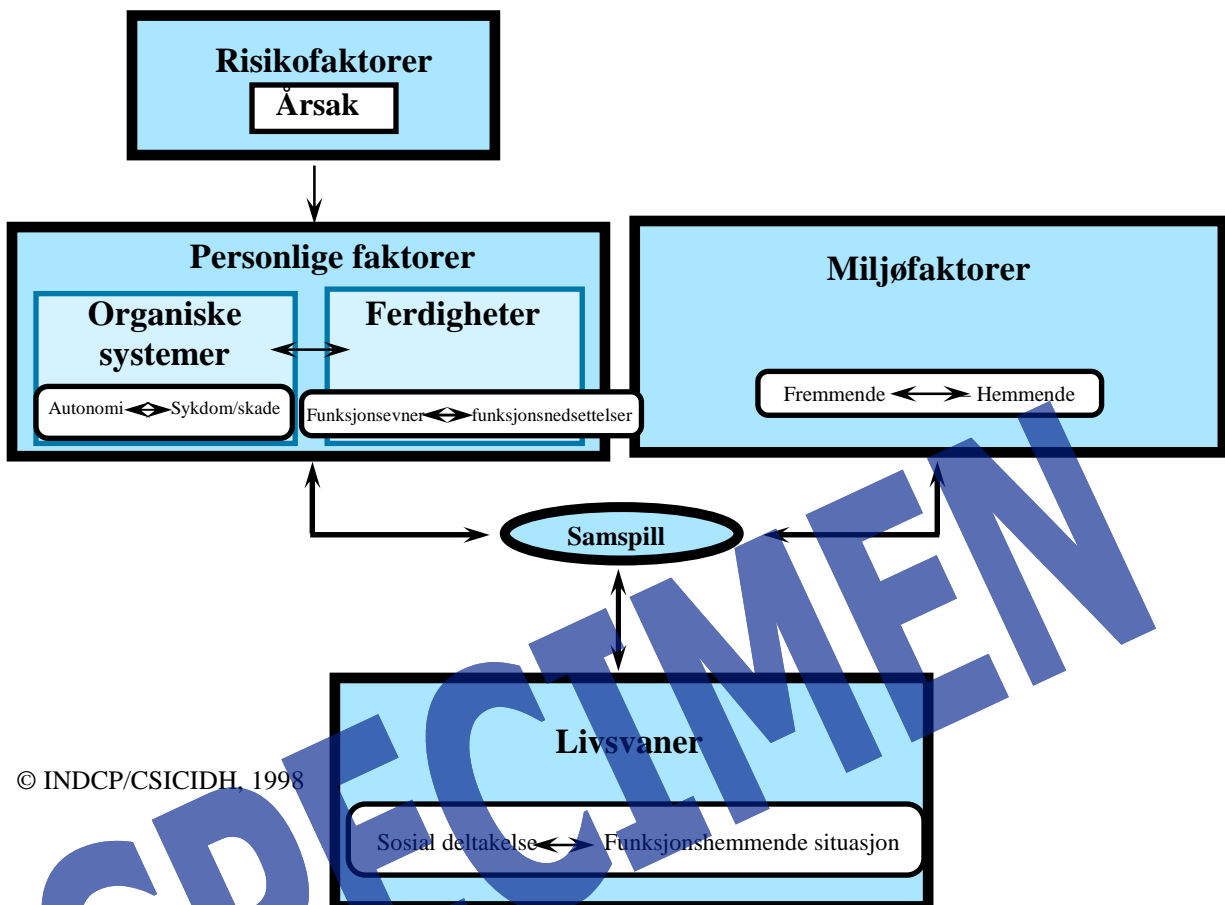 Risikofaktorer
Årsak
Personlige faktorer
Organiske
systemer
Autonomi Sykdom/skade
Ferdigheter
Funksjonsevner funksjonsnedsettelser
Miljøfaktorer
Fremmende Hemmende
Samspill
Livsvaner
Sosial deltakelse Funksjonshemmende situasjon
© INDCP/CSICIDH, 1998
SPECIMEN